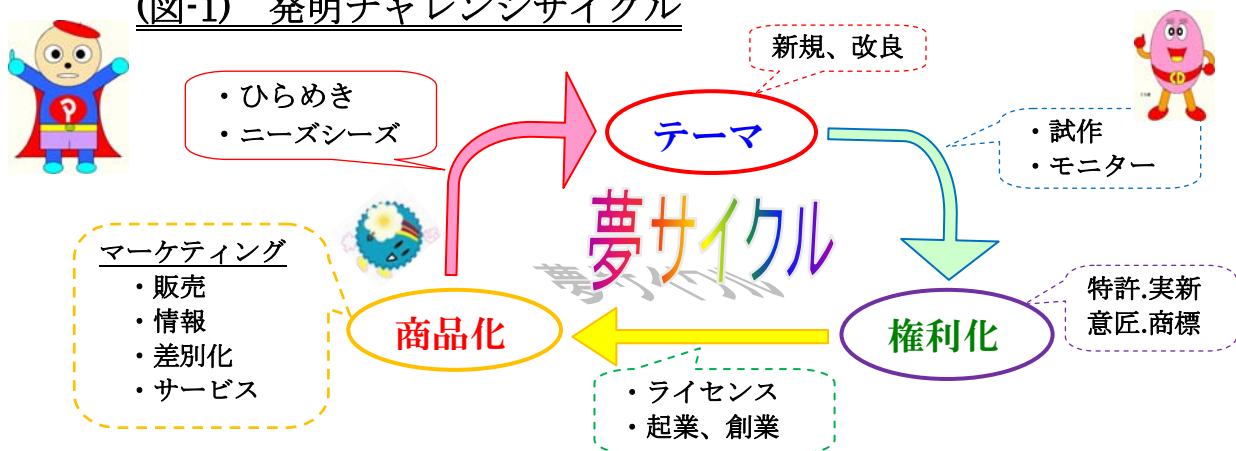 (図-1) 発明チャレンジサイクル
新規、改良
・ひらめき
・ニーズシーズ
テーマ
・試作
・モニター
夢サイクル
マーケティング
・販売
・情報
・差別化
・サービス
商品化
権利化
特許.実新
意匠.商標
・ライセンス
・起業、創業